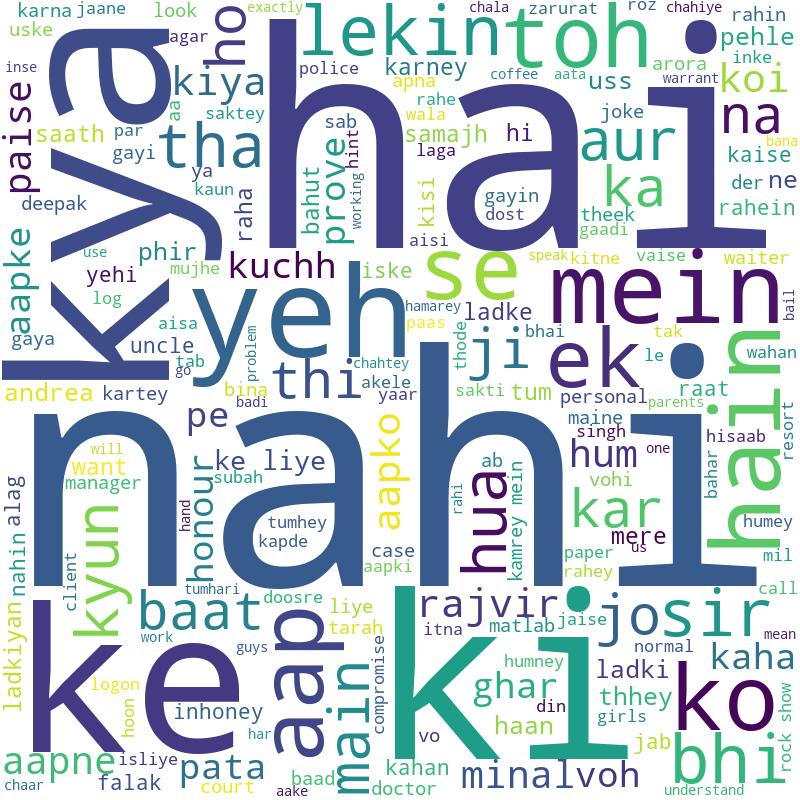 karna jaane look ho lekin toh chala zarurat roz chahiye rahin
exactly uske agar kiya police karney coffee aata pehle
kya hai inse paise saath par aa saktey tha sab apna wala rahe uss joke arora inke warrant koi na
gayi ya kaun raha bahut prove hint working laga samajh hi aur kaise bana
deepak kisi gayin dost ka der ne
aapke phir yehi mujhe kuchh aisi iske se theek gaadi rahein
log use yeh hamarey speak kitne vaise waiter mein bail
gaya aisa uncle tab go problem chahtey paas ladke thode ji bhai ek tak le wahan hain
andrea kartey bina badi thi akele yaar sakti tum personal raat parents resort
nahi pe maine singh hisaab
want will ke liye aapko hua ab hum one bahar
manager kyun honour subah hand tumhey kapde rahi kamrey mein vohi kar mere humey
nahin alag client case aapki paper us rahey mil call
ladkiyan baat tumhari doosre liye tarah rajvir jaise josir mean
ke work guys aap itna matlab ki normal
logon hoon inhoney har main compromise humney ghar din ladki thhey girls kaha ko rock show
aapne isliye pata vo haan jab bhi
chaar falak court baad aake kahan doctor minal voh understand